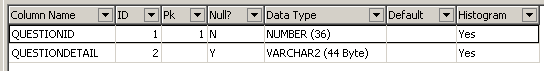 Column Name ID Pk Null? Data Type Default Histogram
QUESTIONID 1 1 N NUMBER (36) Yes
QUESTIONDETAIL 2 Y VARCHAR2 (44 Byte) Yes